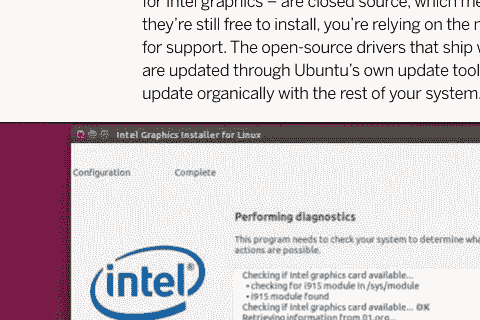 for Intel graphics – are closed source, which me
they're still free to install, you're relying on the
for support. The open-source drivers that ship
are updated through Ubuntu's own update tool
update organically with the rest of your system.
Intel Graphics Installer for Linux
Configuration Complete
Performing diagnostics
This program needs to check your system to determine wha
actions are possible.
intel®
Checking if Intel graphics card available...
• checking for i915 module in /sys/module
• i915 module found
Checking if Intel graphics card available... OK
Retrieving information from 01.org...